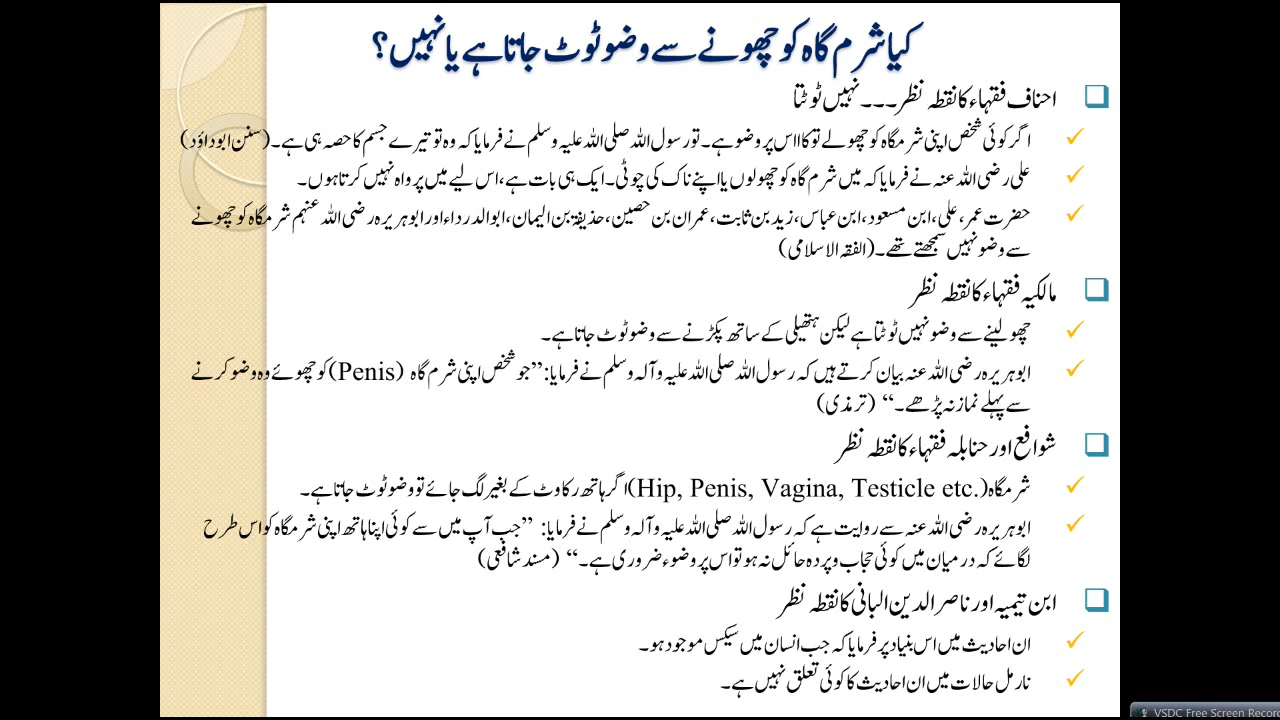 کیا شرم گاہ کو چھونے سے وضو ٹوٹ جاتا ہے یا نہیں؟
احناف فقہاء کا نقطہ نظر۔۔۔نہیں ٹوٹتا
اگر کوئی شخص اپنی شرمگاہ کو چھولے تو کا اس پر وضو ہے۔ تو رسول اللہ صلی اللہ علیہ وسلم نے فرمایا کہ وہ تو تیرے جسم کا حصہ ہی ہے۔ (سنن ابوداؤد)
علی رضی اللہ عنہ نے فرمایا کہ میں شرم گاہ کو چھولوں یا اپنے ناک کی چوٹی۔ ایک ہی بات ہے، اس لیے میں پرواہ نہیں کرتا ہوں۔
حضرت عمر، علی، ابن مسعود، ابن عباس، زید بن ثابت، عمران بن حصین، حذیفۃ بن الیمان، ابوالدرداء اور ابوہریرہ رضی اللہ عنہم شرمگاہ کو چھونے
سے وضو نہیں سمجھتے تھے۔ (الفقہ الاسلامی)
مالکیہ فقہاء کا نقطہ نظر
چھو لینے سے وضو نہیں ٹوٹتا ہے لیکن ہتھیلی کے ساتھ پکڑنے سے وضو ٹوٹ جاتا ہے۔
ابوہریرہ رضی اللہ عنہ بیان کرتے ہیں کہ رسول اللہ صلی اللہ علیہ وآلہ وسلم نے فرمایا: ”جو شخص اپنی شرم گاہ (Penis) کو چھوئے وہ وضو کرنے
سے پہلے نماز نہ پڑھے۔“ (ترمذی)
شوافع اور حنابلہ فقہاء کا نقطہ نظر
شرمگاہ (Hip, Penis, Vagina, Testicle etc.) اگر ہاتھ رکاوٹ کے بغیر لگ جائے تو وضو ٹوٹ جاتا ہے۔
ابوہریرہ رضی اللہ عنہ سے روایت ہے کہ رسول اللہ صلی اللہ علیہ وآلہ وسلم نے فرمایا: ”جب آپ میں سے کوئی اپنا ہاتھ اپنی شرمگاہ کو اس طرح
لگائے کہ درمیان میں کوئی حجاب و پردہ حائل نہ ہو تو اس پر وضوء ضروری ہے۔“ (مسند شافعی)
ابن تیمیہ اور ناصر الدین البانی کا نقطہ نظر
ان احادیث میں اس بنیاد پر فرمایا کہ جب انسان میں سیکس موجود ہو۔
نارمل حالات میں ان احادیث کا کوئی تعلق نہیں ہے۔
VSDC Free Screen Recor